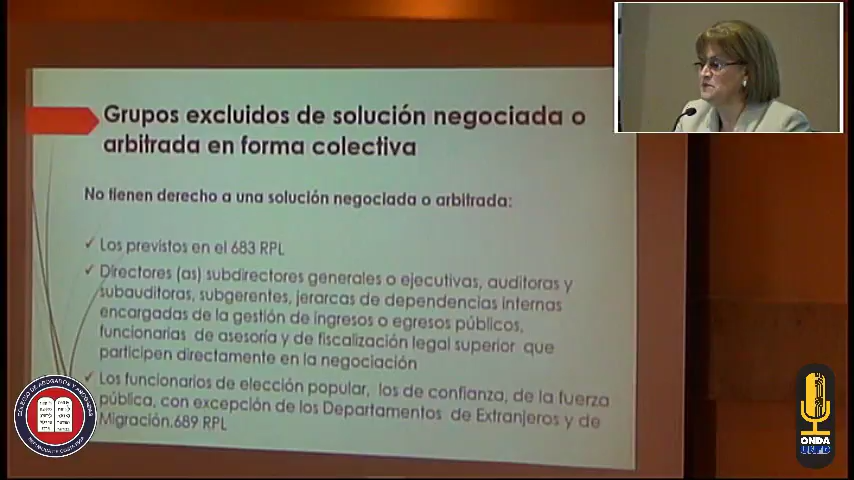 Grupos excluidos de solución negociada o
arbitrada en forma colectiva
No tienen derecho a una solución negociada o arbitrada:
✓ Los previstos en el 683 RPL
✓ Directores (as) subdirectores generales o ejecutivas, auditoras y
subauditoras, subgerentes, jerarcas de dependencias internas
encargadas de la gestión de ingresos o egresos públicos,
funcionarias de asesoría y de fiscalización legal superior que
participen directamente en la negociación
✓ Los funcionarios de elección popular, los de confianza, de la fuerza
pública, con excepción de los Departamentos de Extranjeros y de
Migración.689 RPL
COLEGIO DE ABOGADOS Y
ONDA
UNED